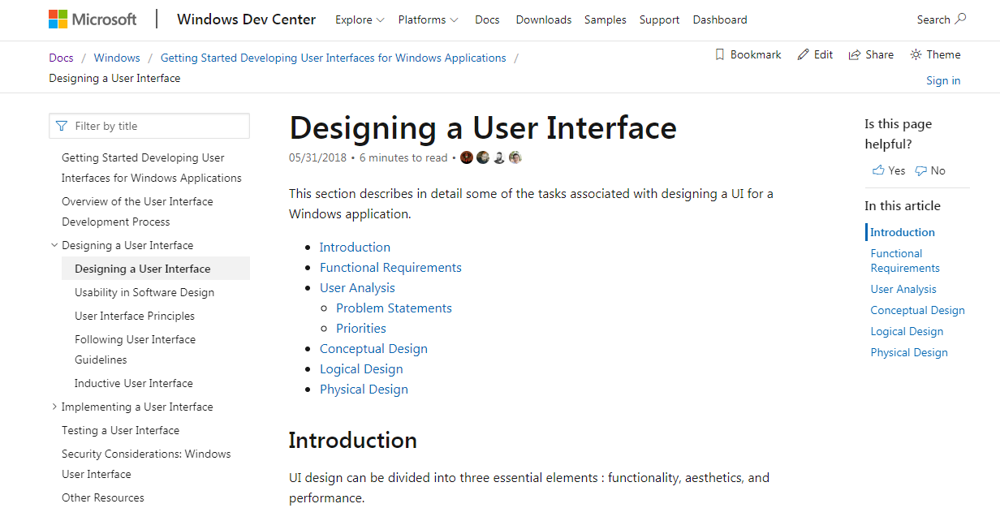 Microsoft
Windows Dev Center
Explore
Platforms
Docs
Downloads
Samples
Support
Dashboard
Search
Docs / Windows / Getting Started Developing User Interfaces for Windows Applications /
Designing a User Interface
Bookmark
Edit
Share
Theme
Sign in
Filter by title
Getting Started Developing User
Interfaces for Windows Applications
Overview of the User Interface
Development Process
Designing a User Interface
Designing a User Interface
Usability in Software Design
User Interface Principles
Following User Interface
Guidelines
Inductive User Interface
Implementing a User Interface
Testing a User Interface
Security Considerations: Windows
User Interface
Other Resources
Designing a User Interface
05/31/2018 • 6 minutes to read •
This section describes in detail some of the tasks associated with designing a UI for a
Windows application.
• Introduction
• Functional Requirements
• User Analysis
◦ Problem Statements
◦ Priorities
• Conceptual Design
• Logical Design
• Physical Design
Introduction
UI design can be divided into three essential elements : functionality, aesthetics, and
performance.
Is this page
helpful?
Yes
No
In this article
Introduction
Functional
Requirements
User Analysis
Conceptual Design
Logical Design
Physical Design